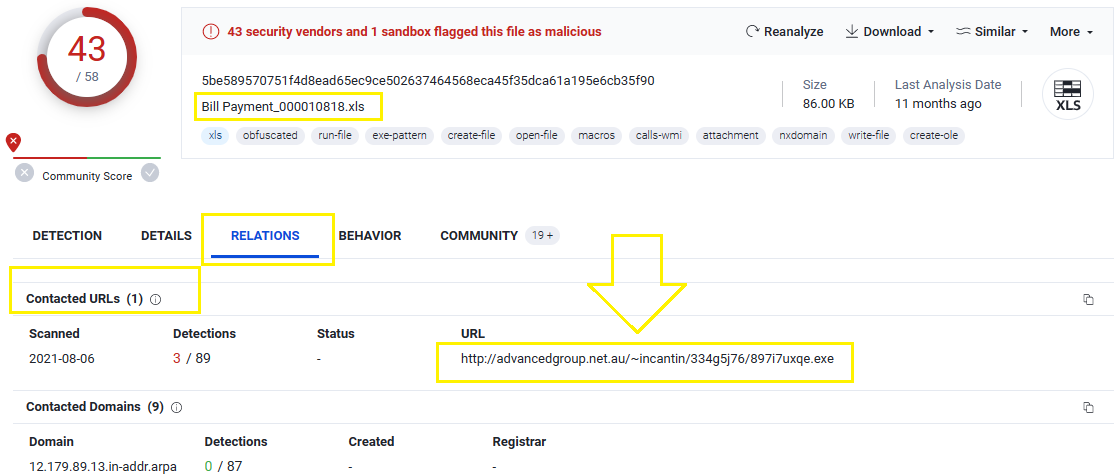 43
/ 58
Community Score
43 security vendors and 1 sandbox flagged this file as malicious
Reanalyze Download Similar More
5be589570751f4d8ead65ec9ce502637464568eca45f35dca61a195e6cb35f90
Bill Payment_000010818.xls
Size
86.00 KB
Last Analysis Date
11 months ago
XLS
xls obfuscated run-file exe-pattern create-file open-file macros calls-wmi attachment nxdomain write-file create-ole
DETECTION DETAILS RELATIONS BEHAVIOR COMMUNITY 19 +
Contacted URLs (1)
Scanned Detections Status URL
2021-08-06 3 / 89 - http://advancedgroup.net.au/~incantin/334g5j76/897i7uxqe.exe
Contacted Domains (9)
Domain Detections Created Registrar
12.179.89.13.in-addr.arpa 0 / 87 - -